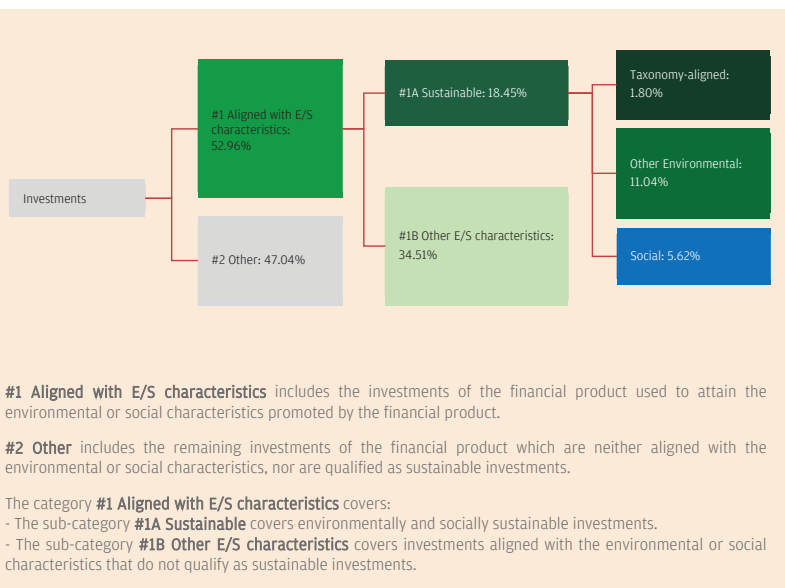 Investments
#1 Aligned with E/S
characteristics:
52.96%
#2 Other: 47.04%
#1A Sustainable: 18.45%
#1B Other E/S characteristics:
34.51%
Taxonomy-aligned:
1.80%
Other Environmental:
11.04%
Social: 5.62%
#1 Aligned with E/S characteristics includes the investments of the financial product used to attain the
environmental or social characteristics promoted by the financial product.
#2 Other includes the remaining investments of the financial product which are neither aligned with the
environmental or social characteristics, nor are qualified as sustainable investments.
The category #1 Aligned with E/S characteristics covers:
- The sub-category #1A Sustainable covers environmentally and socially sustainable investments.
- The sub-category #1B Other E/S characteristics covers investments aligned with the environmental or social
characteristics that do not qualify as sustainable investments.